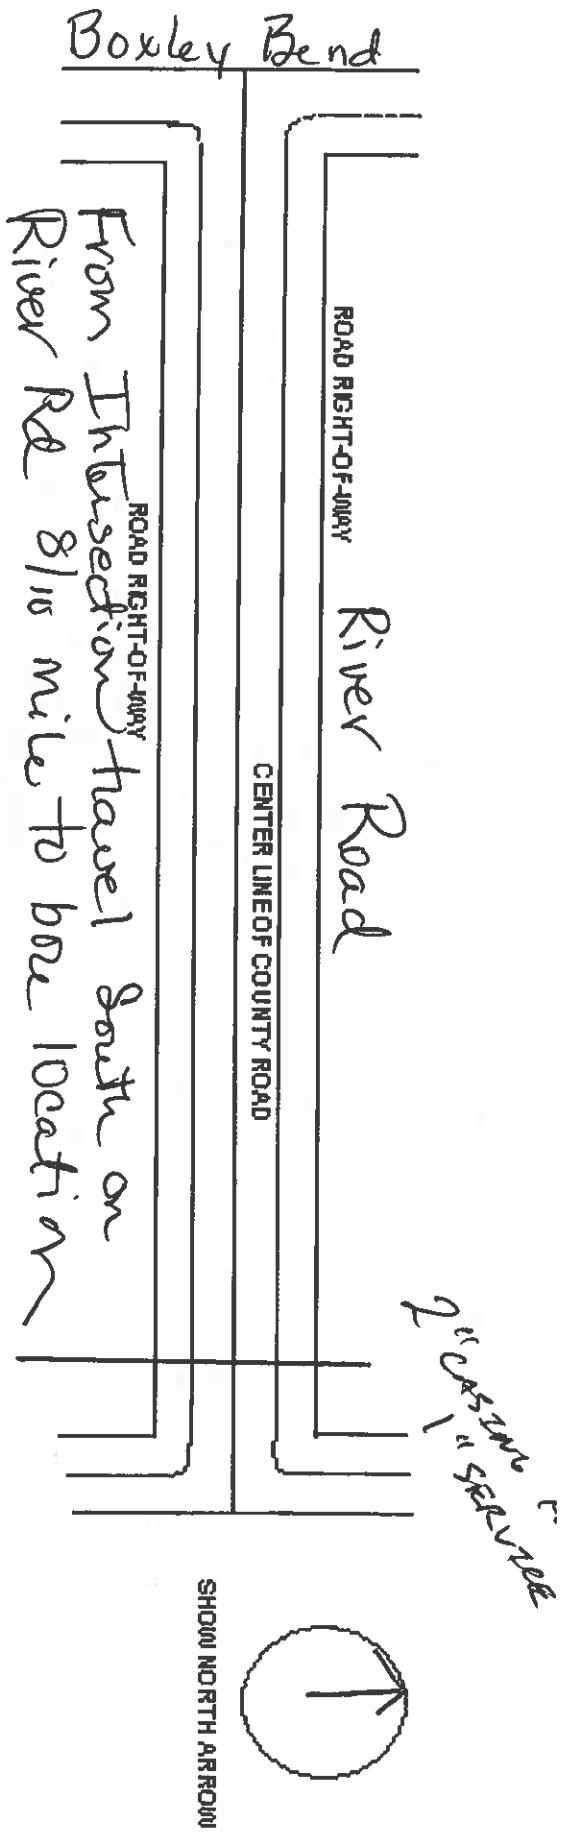 Boxley Bend
ROAD RIGHT-OF-WAY
River Road
CENTER LINE OF COUNTY ROAD
ROAD RIGHT-OF-WAY
From Intersection travel South on
River Rd 8/10 mile to bore location
2" CASING
1" SERVICE
SHOW NORTH ARROW